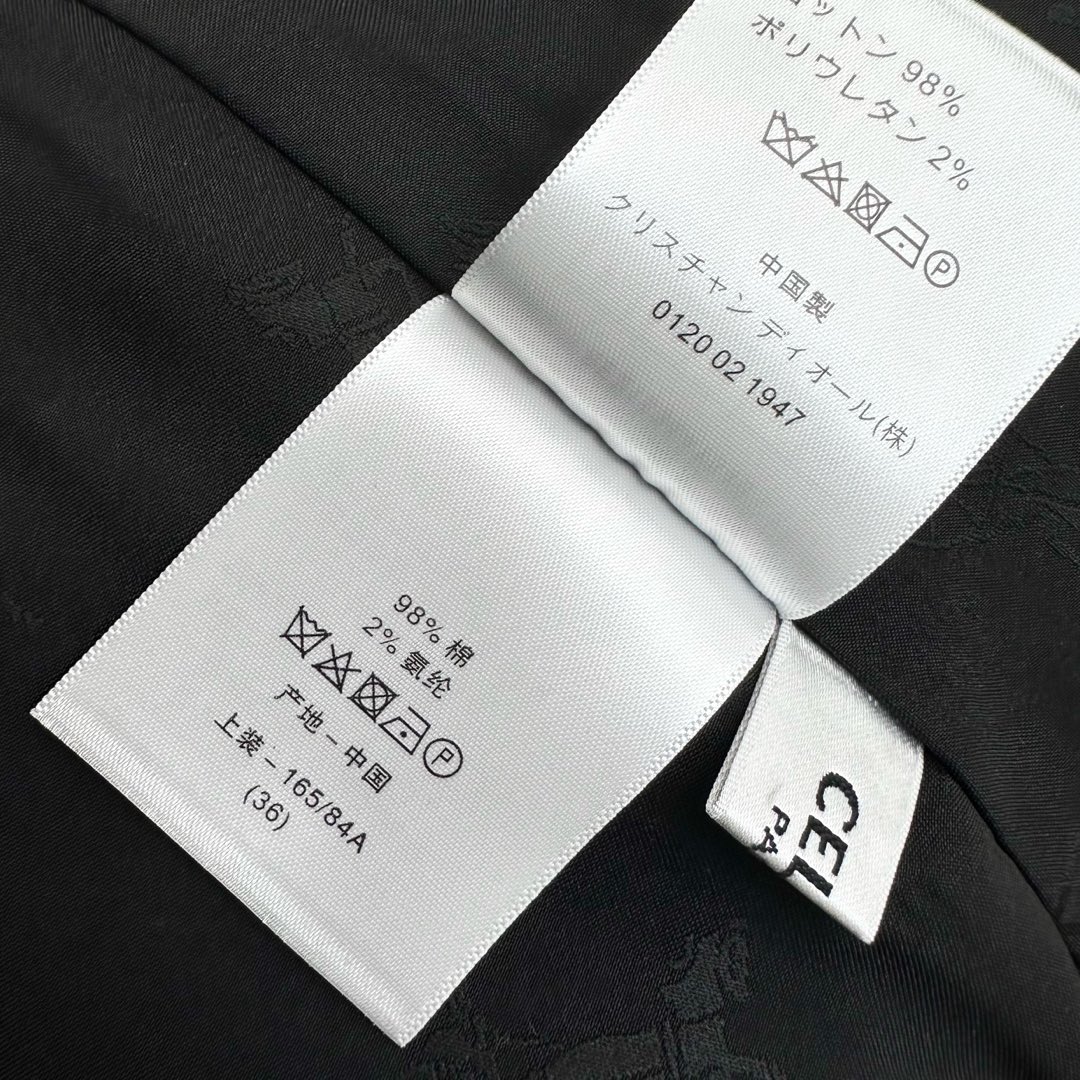 ットン 98%
ポリウレタン 2%
P
中国製
クリスチャン ディオール(株)
0120 02 1947
98% 棉
2% 氨纶
P
产地 – 中国
上装 – 165/84A
(36)
CEL
PA